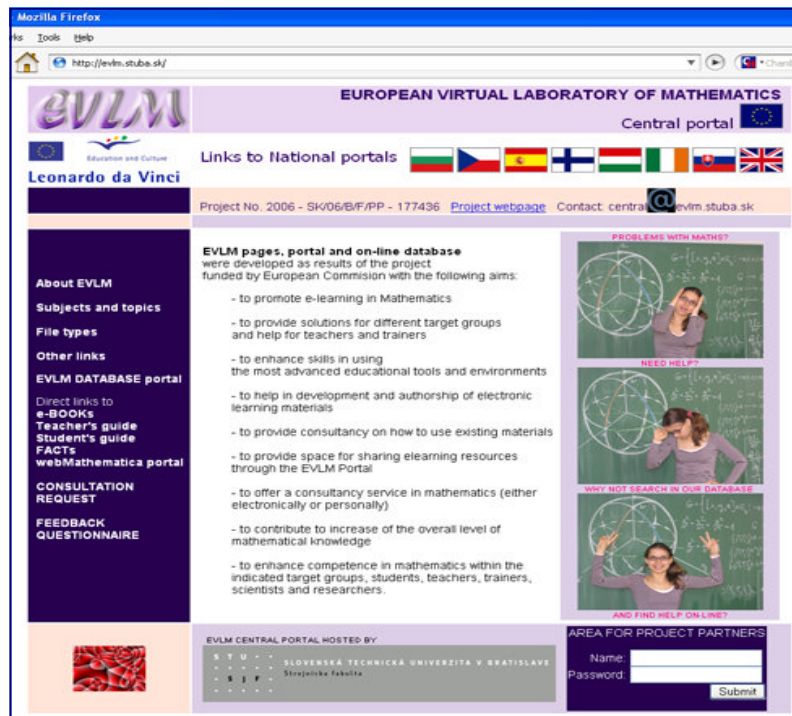 Mozilla Firefox
Tools Help
http://evlm.stuba.sk/
EVLM
EUROPEAN VIRTUAL LABORATORY OF MATHEMATICS
Central portal
Education and Culture
Leonardo da Vinci
Links to National portals
Project No. 2006 - SK/06/B/F/PP - 177436 Project webpage Contact: central@evlm.stuba.sk
About EVLM
Subjects and topics
File types
Other links
EVLM DATABASE portal
Direct links to
e-BOOKs
Teacher's guide
Student's guide
FACTs
webMathematica portal
CONSULTATION
REQUEST
FEEDBACK
QUESTIONNAIRE
EVLM pages, portal and on-line database
were developed as results of the project
funded by European Commision with the following aims:
- to promote e-learning in Mathematics
- to provide solutions for different target groups
and help for teachers and trainers
- to enhance skills in using
the most advanced educational tools and environments
- to help in development and authorship of electronic
learning materials
- to provide consultancy on how to use existing materials
- to provide space for sharing elearning resources
through the EVLM Portal
- to offer a consultancy service in mathematics (either
electronically or personally)
- to contribute to increase of the overall level of
mathematical knowledge
- to enhance competence in mathematics within the
indicated target groups, students, teachers, trainers,
scientists and researchers.
PROBLEMS WITH MATHS?
NEED HELP?
WHY NOT SEARCH IN OUR DATABASE
AND FIND HELP ON-LINE?
EVLM CENTRAL PORTAL HOSTED BY
S T U
S J F
SLOVENSKÁ TECHNICKÁ UNIVERZITA V BRATISLAVE
Strojnícka fakulta
AREA FOR PROJECT PARTNERS
Name:
Password:
Submit